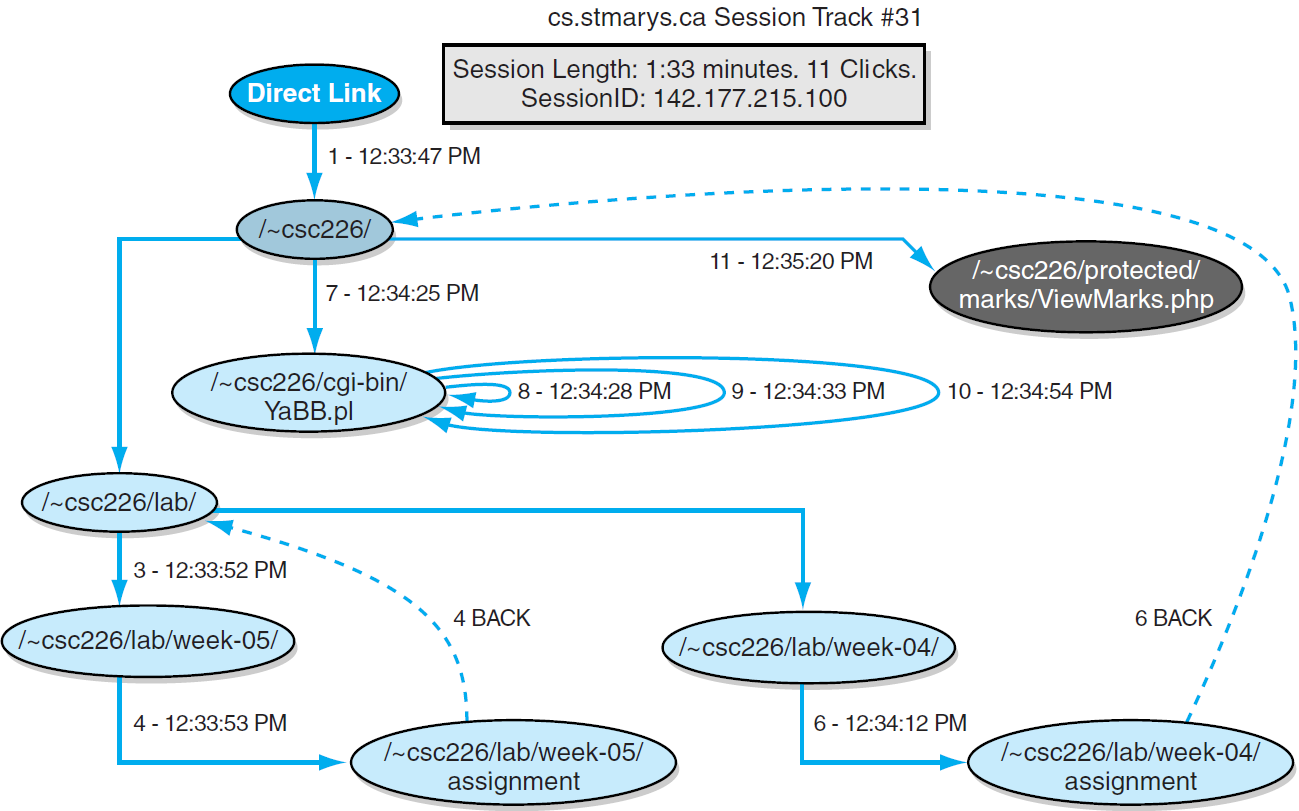 cs.stmarys.ca Session Track #31
Session Length: 1:33 minutes. 11 Clicks.
SessionID: 142.177.215.100
Direct Link
1 - 12:33:47 PM
/~csc226/
11 - 12:35:20 PM
/~csc226/protected/
marks/ViewMarks.php
7 - 12:34:25 PM
/~csc226/cgi-bin/
YaBB.pl
8 - 12:34:28 PM
9 - 12:34:33 PM
10 - 12:34:54 PM
/~csc226/lab/
3 - 12:33:52 PM
4 BACK
6 BACK
/~csc226/lab/week-05/
/~csc226/lab/week-04/
4 - 12:33:53 PM
6 - 12:34:12 PM
/~csc226/lab/week-05/
assignment
/~csc226/lab/week-04/
assignment